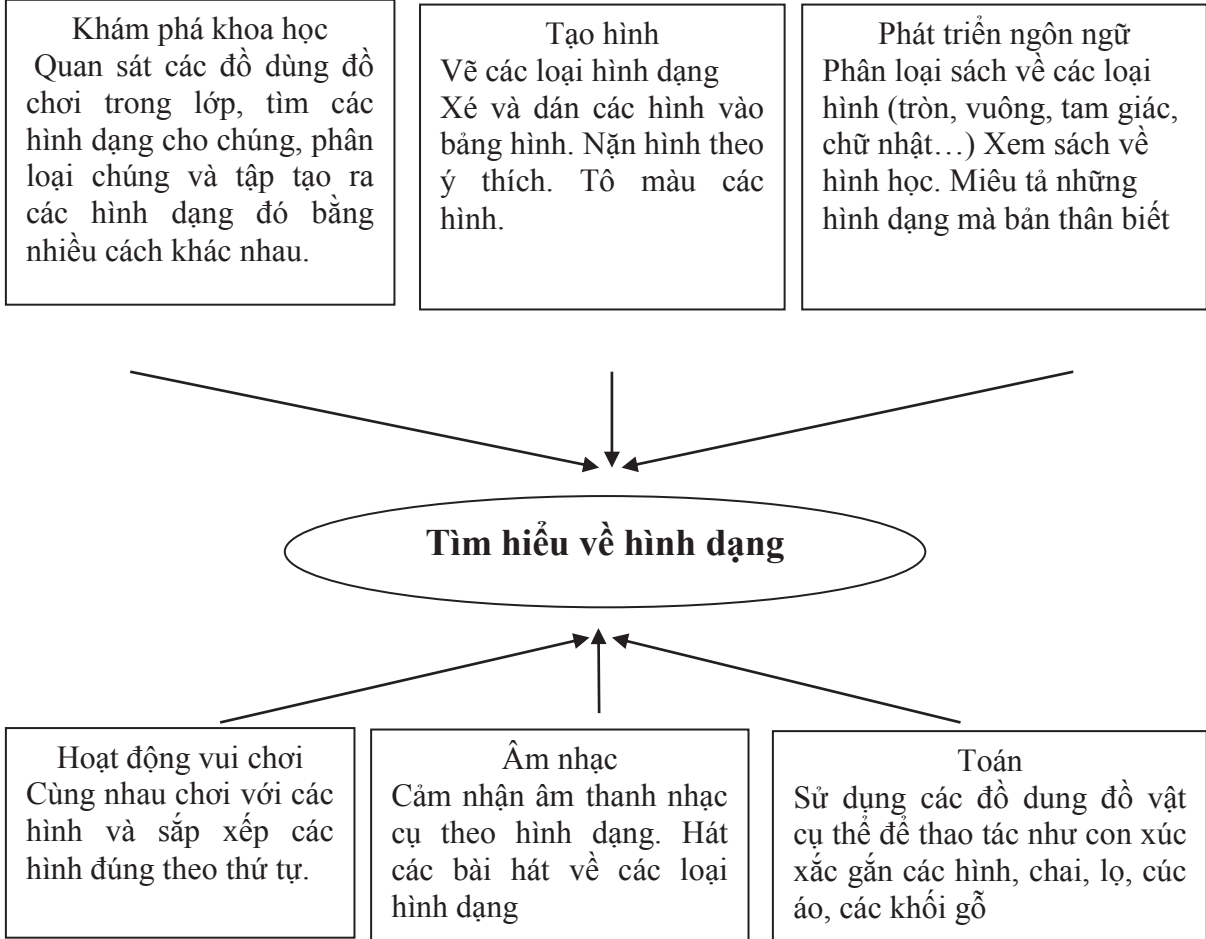 Khám phá khoa học
Quan sát các đồ dùng đồ
chơi trong lớp, tìm các
hình dạng cho chúng, phân
loại chúng và tập tạo ra
các hình dạng đó bằng
nhiều cách khác nhau.
Tạo hình
Vẽ các loại hình dạng
Xé và dán các hình vào
bảng hình. Nặn hình theo
ý thích. Tô màu các
hình.
Phát triển ngôn ngữ
Phân loại sách về các loại
hình (tròn, vuông, tam giác,
chữ nhật…) Xem sách về
hình học. Miêu tả những
hình dạng mà bản thân biết
Tìm hiểu về hình dạng
Hoạt động vui chơi
Cùng nhau chơi với các
hình và sắp xếp các
hình đúng theo thứ tự.
Âm nhạc
Cảm nhận âm thanh nhạc
cụ theo hình dạng. Hát
các bài hát về các loại
hình dạng
Toán
Sử dụng các đồ dung đồ vật
cụ thể để thao tác như con xúc
xắc gắn các hình, chai, lọ, cúc
áo, các khối gỗ